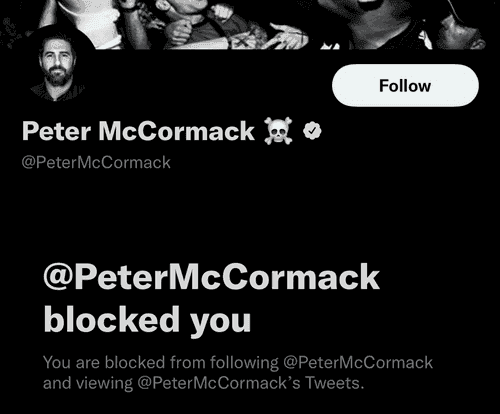 Follow
Peter McCormack ☠️
@PeterMcCormack
@PeterMcCormack
blocked you
You are blocked from following @PeterMcCormack
and viewing @PeterMcCormack’s Tweets.